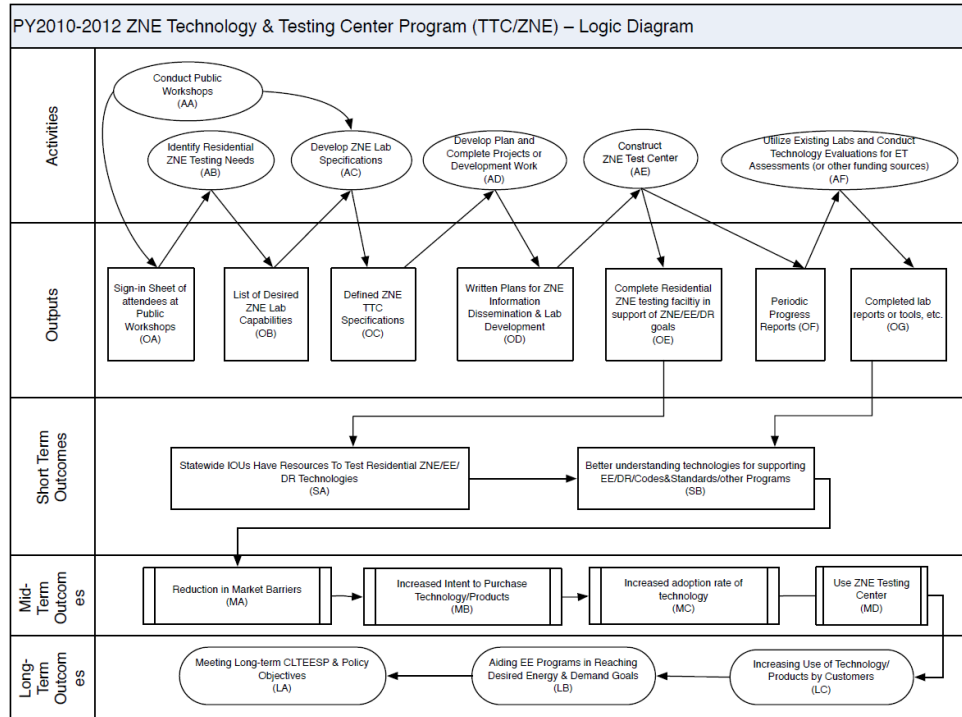 PY2010-2012 ZNE Technology & Testing Center Program (TTC/ZNE) – Logic Diagram
Activities
Conduct Public
Workshops
(AA)
Identify Residential
ZNE Testing Needs
(AB)
Develop ZNE Lab
Specifications
(AC)
Develop Plan and
Complete Projects or
Development Work
(AD)
Construct
ZNE Test Center
(AE)
Utilize Existing Labs and Conduct
Technology Evaluations for ET
Assessments (or other funding sources)
(AF)
Outputs
Sign-in Sheet of
attendees at
Public
Workshops
(OA)
List of Desired
ZNE Lab
Capabilities
(OB)
Defined ZNE
TTC
Specifications
(OC)
Written Plans for ZNE
Information
Dissemination & Lab
Development
(OD)
Complete Residential
ZNE testing faciltiy in
support of ZNE/EE/DR
goals
(OE)
Periodic
Progress
Reports (OF)
Completed lab
reports or tools, etc.
(OG)
Short Term
Outcomes
Statewide IOUs Have Resources To Test Residential ZNE/EE/
DR Technologies
(SA)
Better understanding technologies for supporting
EE/DR/Codes&Standards/other Programs
(SB)
Mid-
Term
Outcom
es
Reduction in Market Barriers
(MA)
Increased Intent to Purchase
Technology/Products
(MB)
Increased adoption rate of
technology
(MC)
Use ZNE Testing
Center
(MD)
Long-
Term
Outcom
es
Meeting Long-term CLTEESP & Policy
Objectives
(LA)
Aiding EE Programs in Reaching
Desired Energy & Demand Goals
(LB)
Increasing Use of Technology/
Products by Customers
(LC)